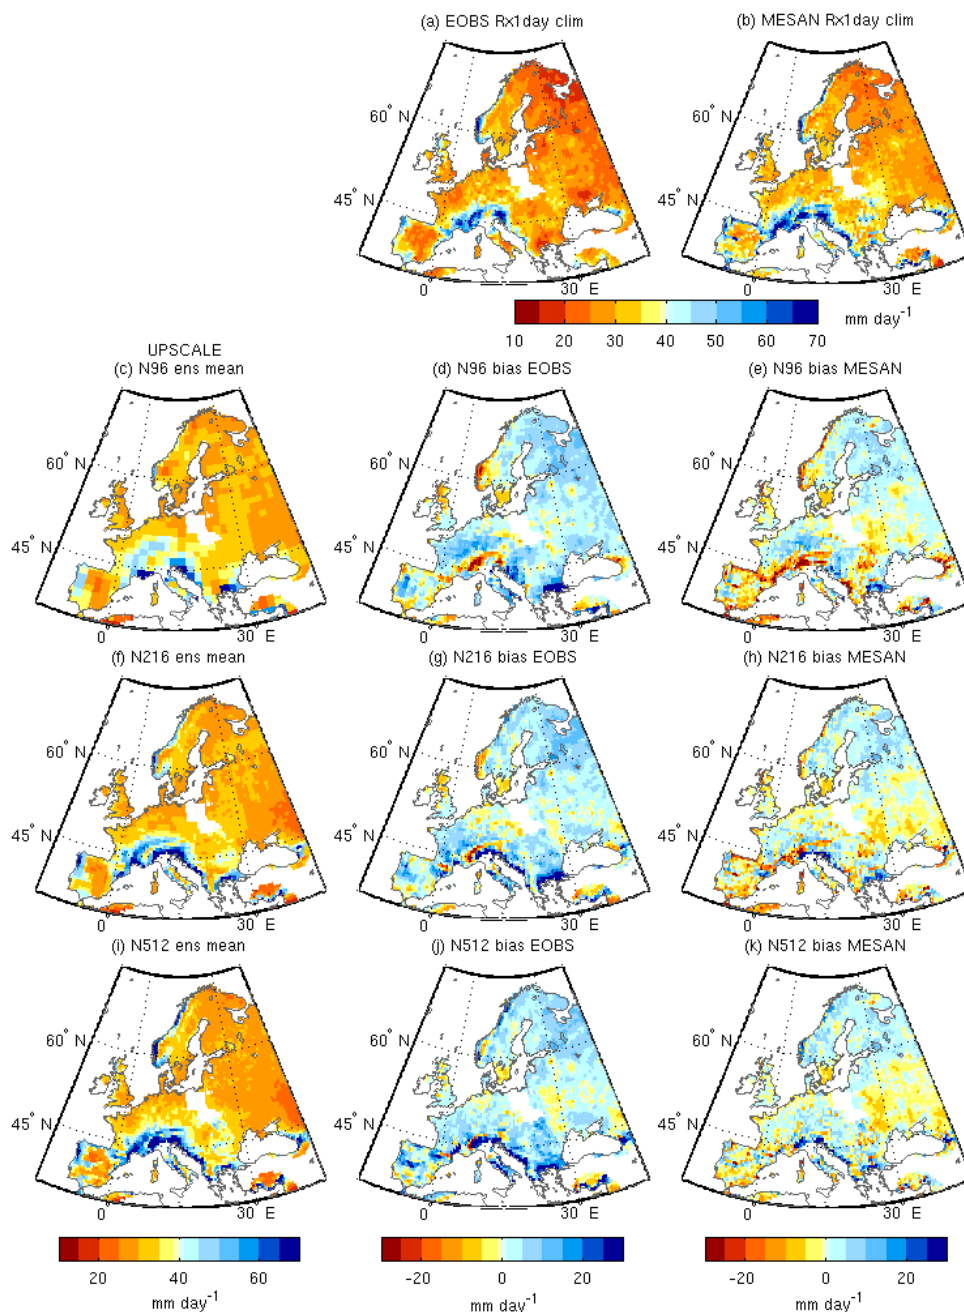 (a) EOBS Rx1day clim
(b) MESAN Rx1day clim
60° N
60° N
45° N
45° N
0
30 E
0
30 E
10 20 30 40 50 60 70
mm day⁻¹
UPSCALE
(c) N96 ens mean
(d) N96 bias EOBS
(e) N96 bias MESAN
60° N
60° N
60° N
45° N
45° N
45° N
0
30 E
0
30 E
0
30 E
(f) N216 ens mean
(g) N216 bias EOBS
(h) N216 bias MESAN
60° N
60° N
60° N
45° N
45° N
45° N
0
30 E
0
30 E
0
30 E
(i) N512 ens mean
(j) N512 bias EOBS
(k) N512 bias MESAN
60° N
60° N
60° N
45° N
45° N
45° N
0
30 E
0
30 E
0
30 E
20 40 60
-20 0 20
-20 0 20
mm day⁻¹
mm day⁻¹
mm day⁻¹